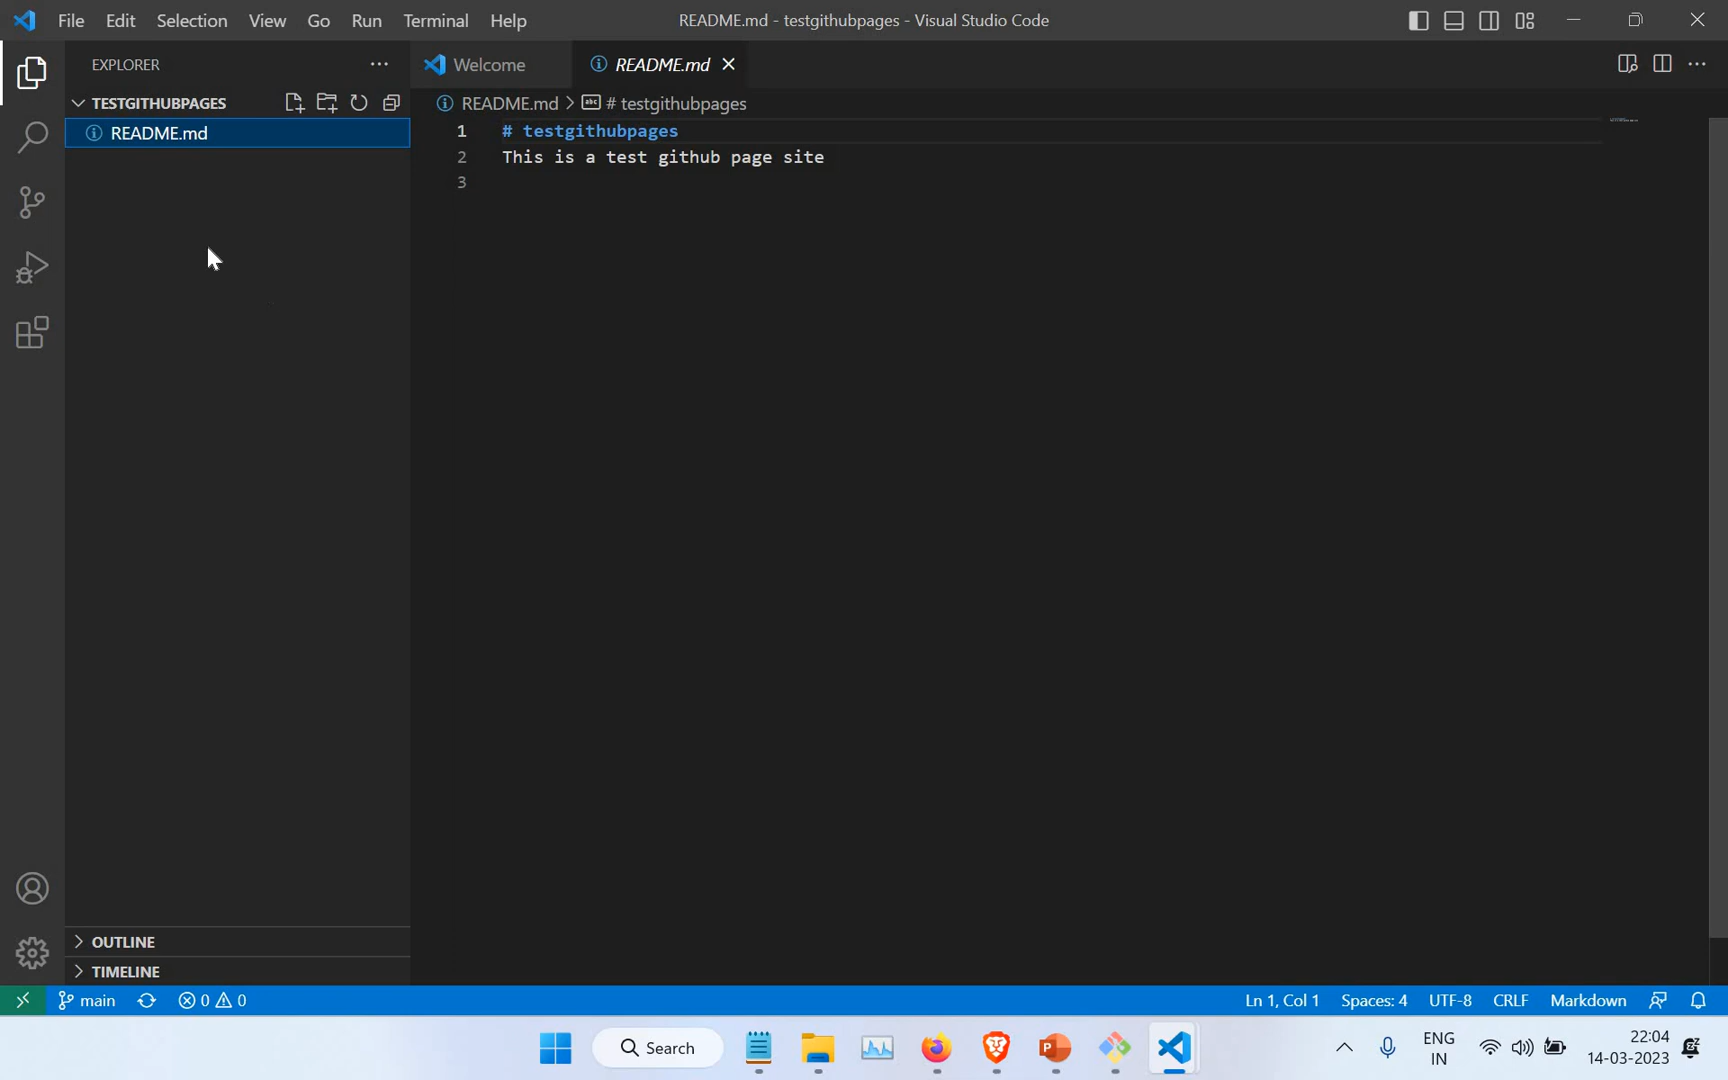 File Edit Selection View Go Run Terminal Help
README.md - testgithubpages - Visual Studio Code
EXPLORER
Welcome
README.md
TESTGITHUBPAGES
README.md > # testgithubpages
README.md
1 # testgithubpages
2 This is a test github page site
3
OUTLINE
TIMELINE
main
0 0
Ln 1, Col 1
Spaces: 4
UTF-8
CRLF
Markdown
Search
ENG
IN
22:04
14-03-2023